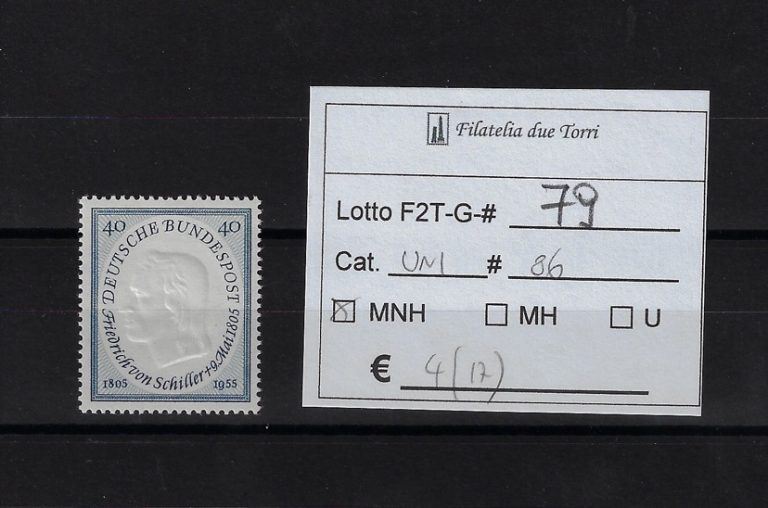 40 40
DEUTSCHE BUNDESPOST
Friedrich von Schiller + 9. Mai 1805
1805 1955
Filatelia due Torri
Lotto F2T-G-# 79
Cat. UNI # 86
MNH MH U
€ 4 (17)